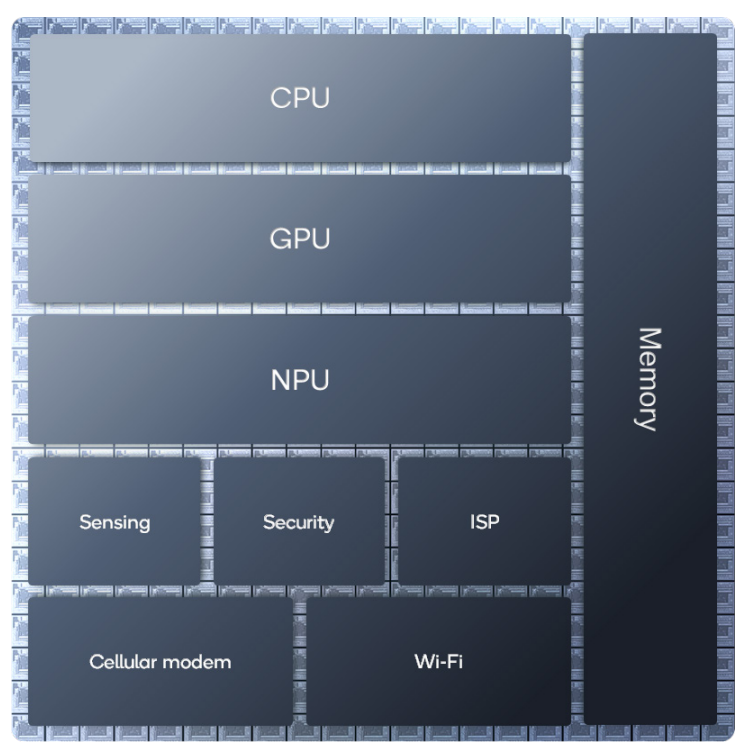 CPU
GPU
NPU
Memory
Sensing
Security
ISP
Cellular modem
Wi-Fi